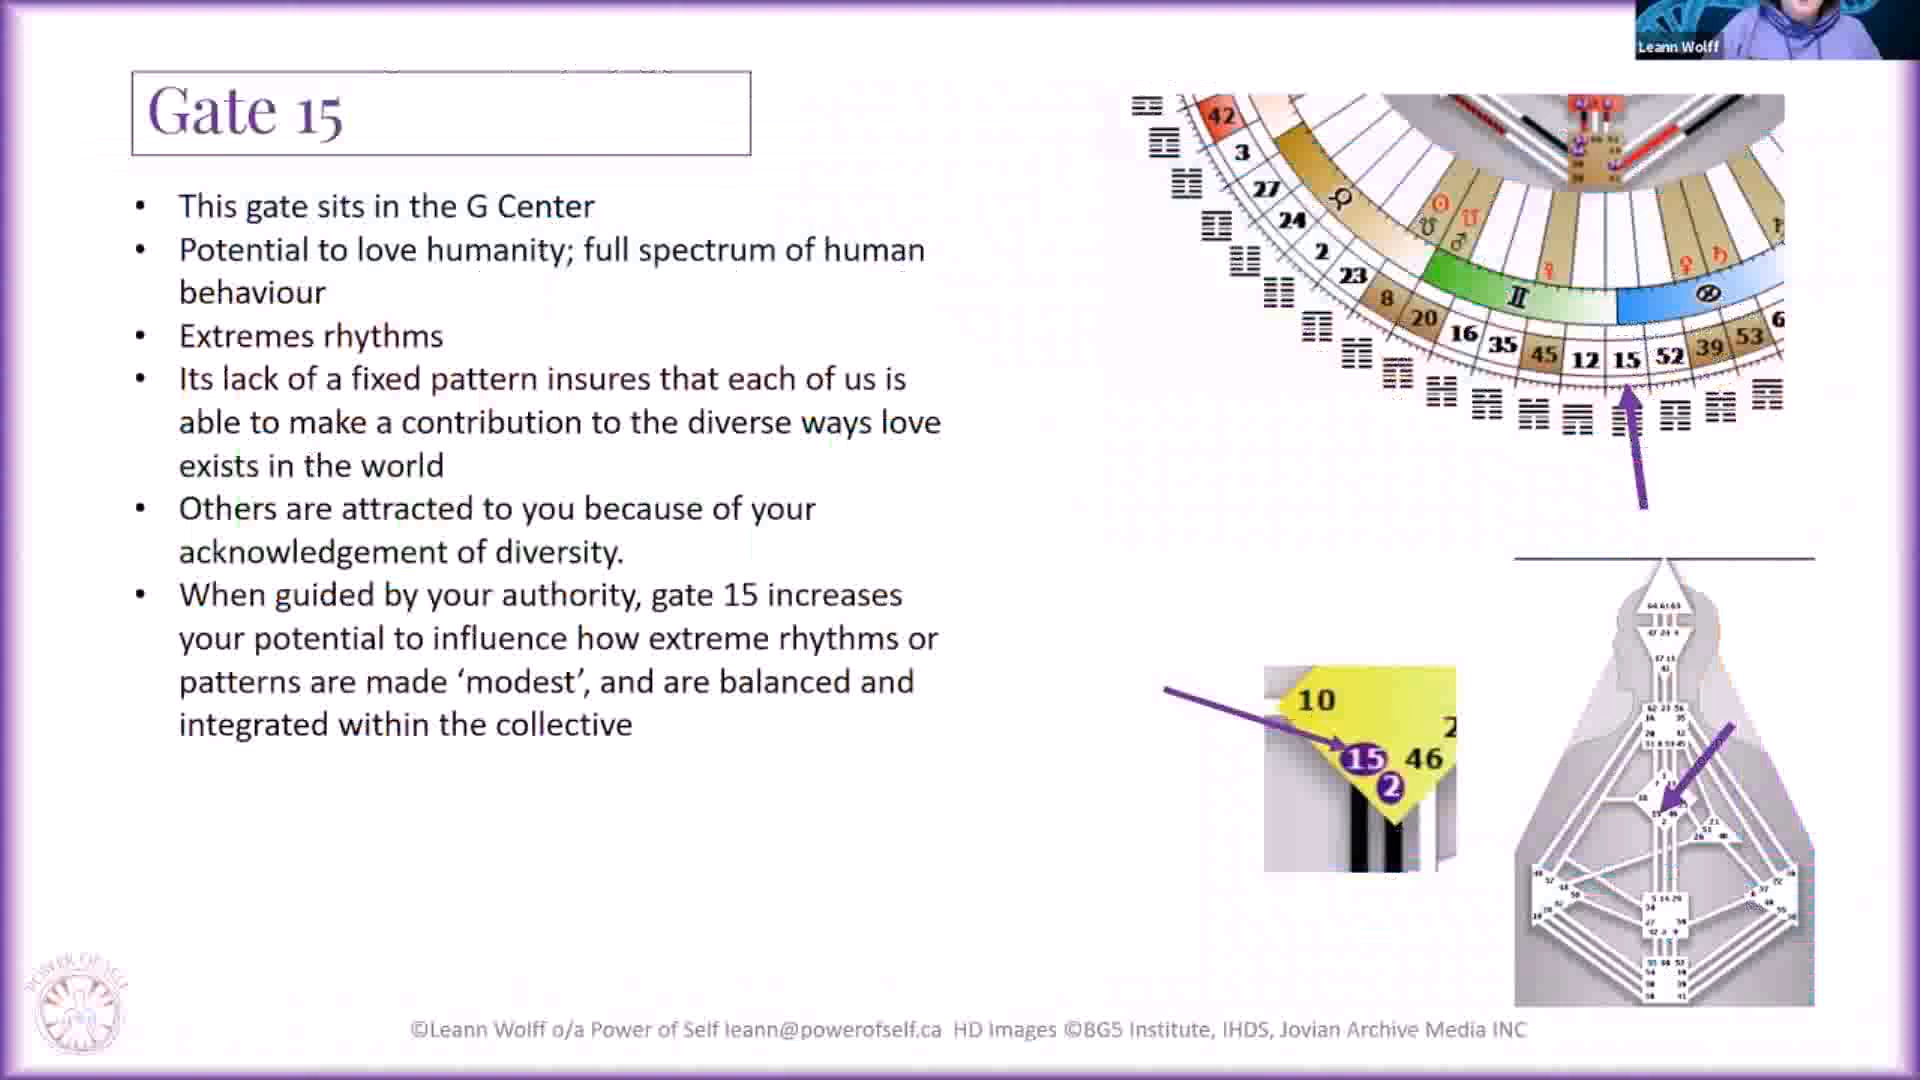 Leann Wolff
Gate 15
• This gate sits in the G Center
• Potential to love humanity; full spectrum of human
behaviour
• Extremes rhythms
• Its lack of a fixed pattern insures that each of us is
able to make a contribution to the diverse ways love
exists in the world
• Others are attracted to you because of your
acknowledgement of diversity.
• When guided by your authority, gate 15 increases
your potential to influence how extreme rhythms or
patterns are made ‘modest’, and are balanced and
integrated within the collective
42
3
27
24
2
23
8
20
16
35
45
12
15
52
39
53
6
10
2
15
46
2
POWER OF SELF
©Leann Wolff o/a Power of Self leann@powerofself.ca HD Images ©BG5 Institute, IHDS, Jovian Archive Media INC